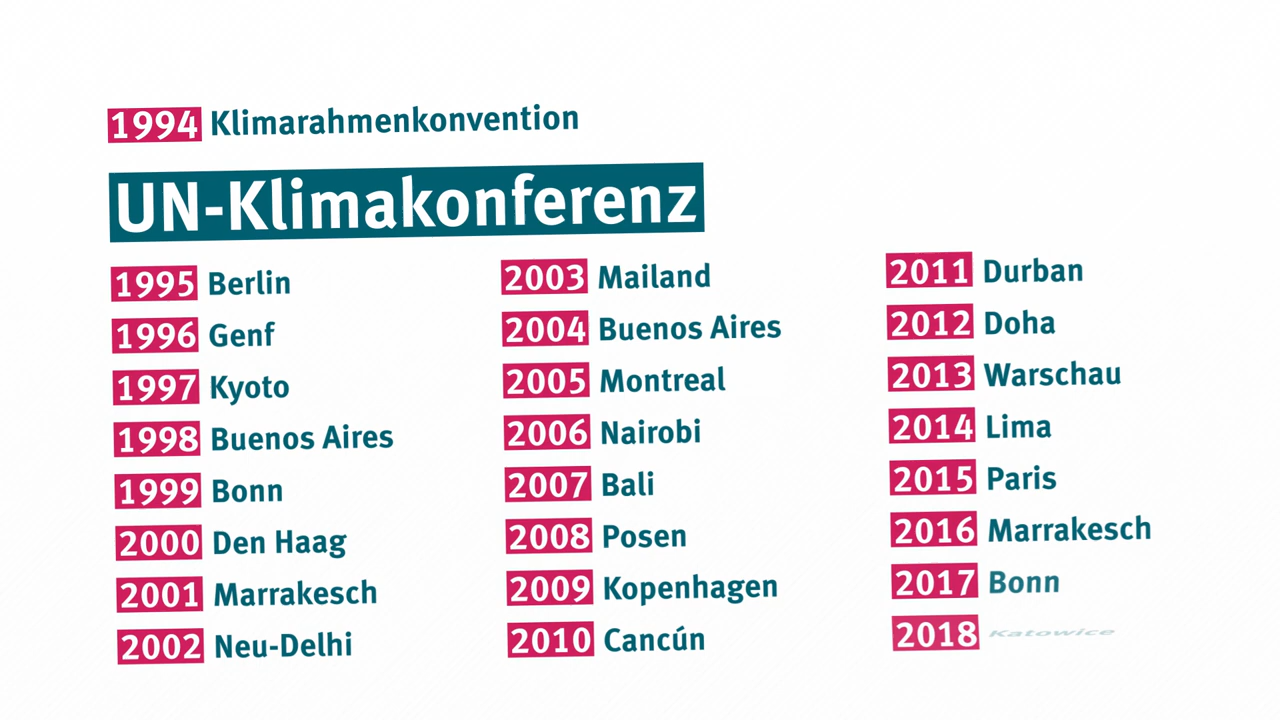 1994 Klimarahmenkonvention
UN-Klimakonferenz
1995 Berlin
1996 Genf
1997 Kyoto
1998 Buenos Aires
1999 Bonn
2000 Den Haag
2001 Marrakesch
2002 Neu-Delhi
2003 Mailand
2004 Buenos Aires
2005 Montreal
2006 Nairobi
2007 Bali
2008 Posen
2009 Kopenhagen
2010 Cancún
2011 Durban
2012 Doha
2013 Warschau
2014 Lima
2015 Paris
2016 Marrakesch
2017 Bonn
2018 Katowice